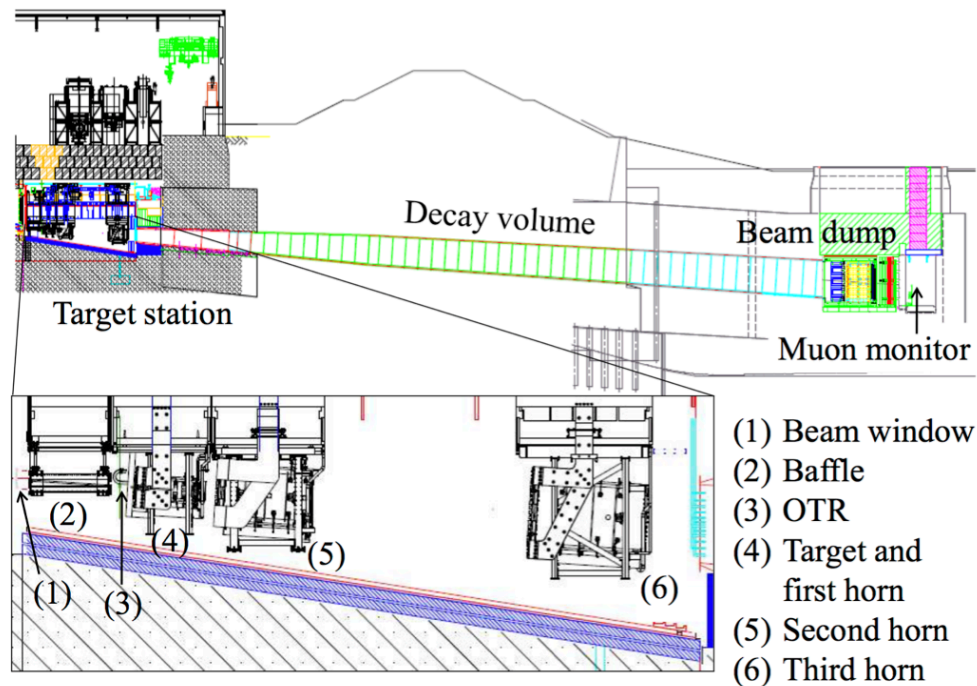 Decay volume
Beam dump
Target station
Muon monitor
(1) Beam window
(2) Baffle
(3) OTR
(4) Target and
first horn
(5) Second horn
(6) Third horn
(2)
(4)
(5)
(6)
(1)
(3)